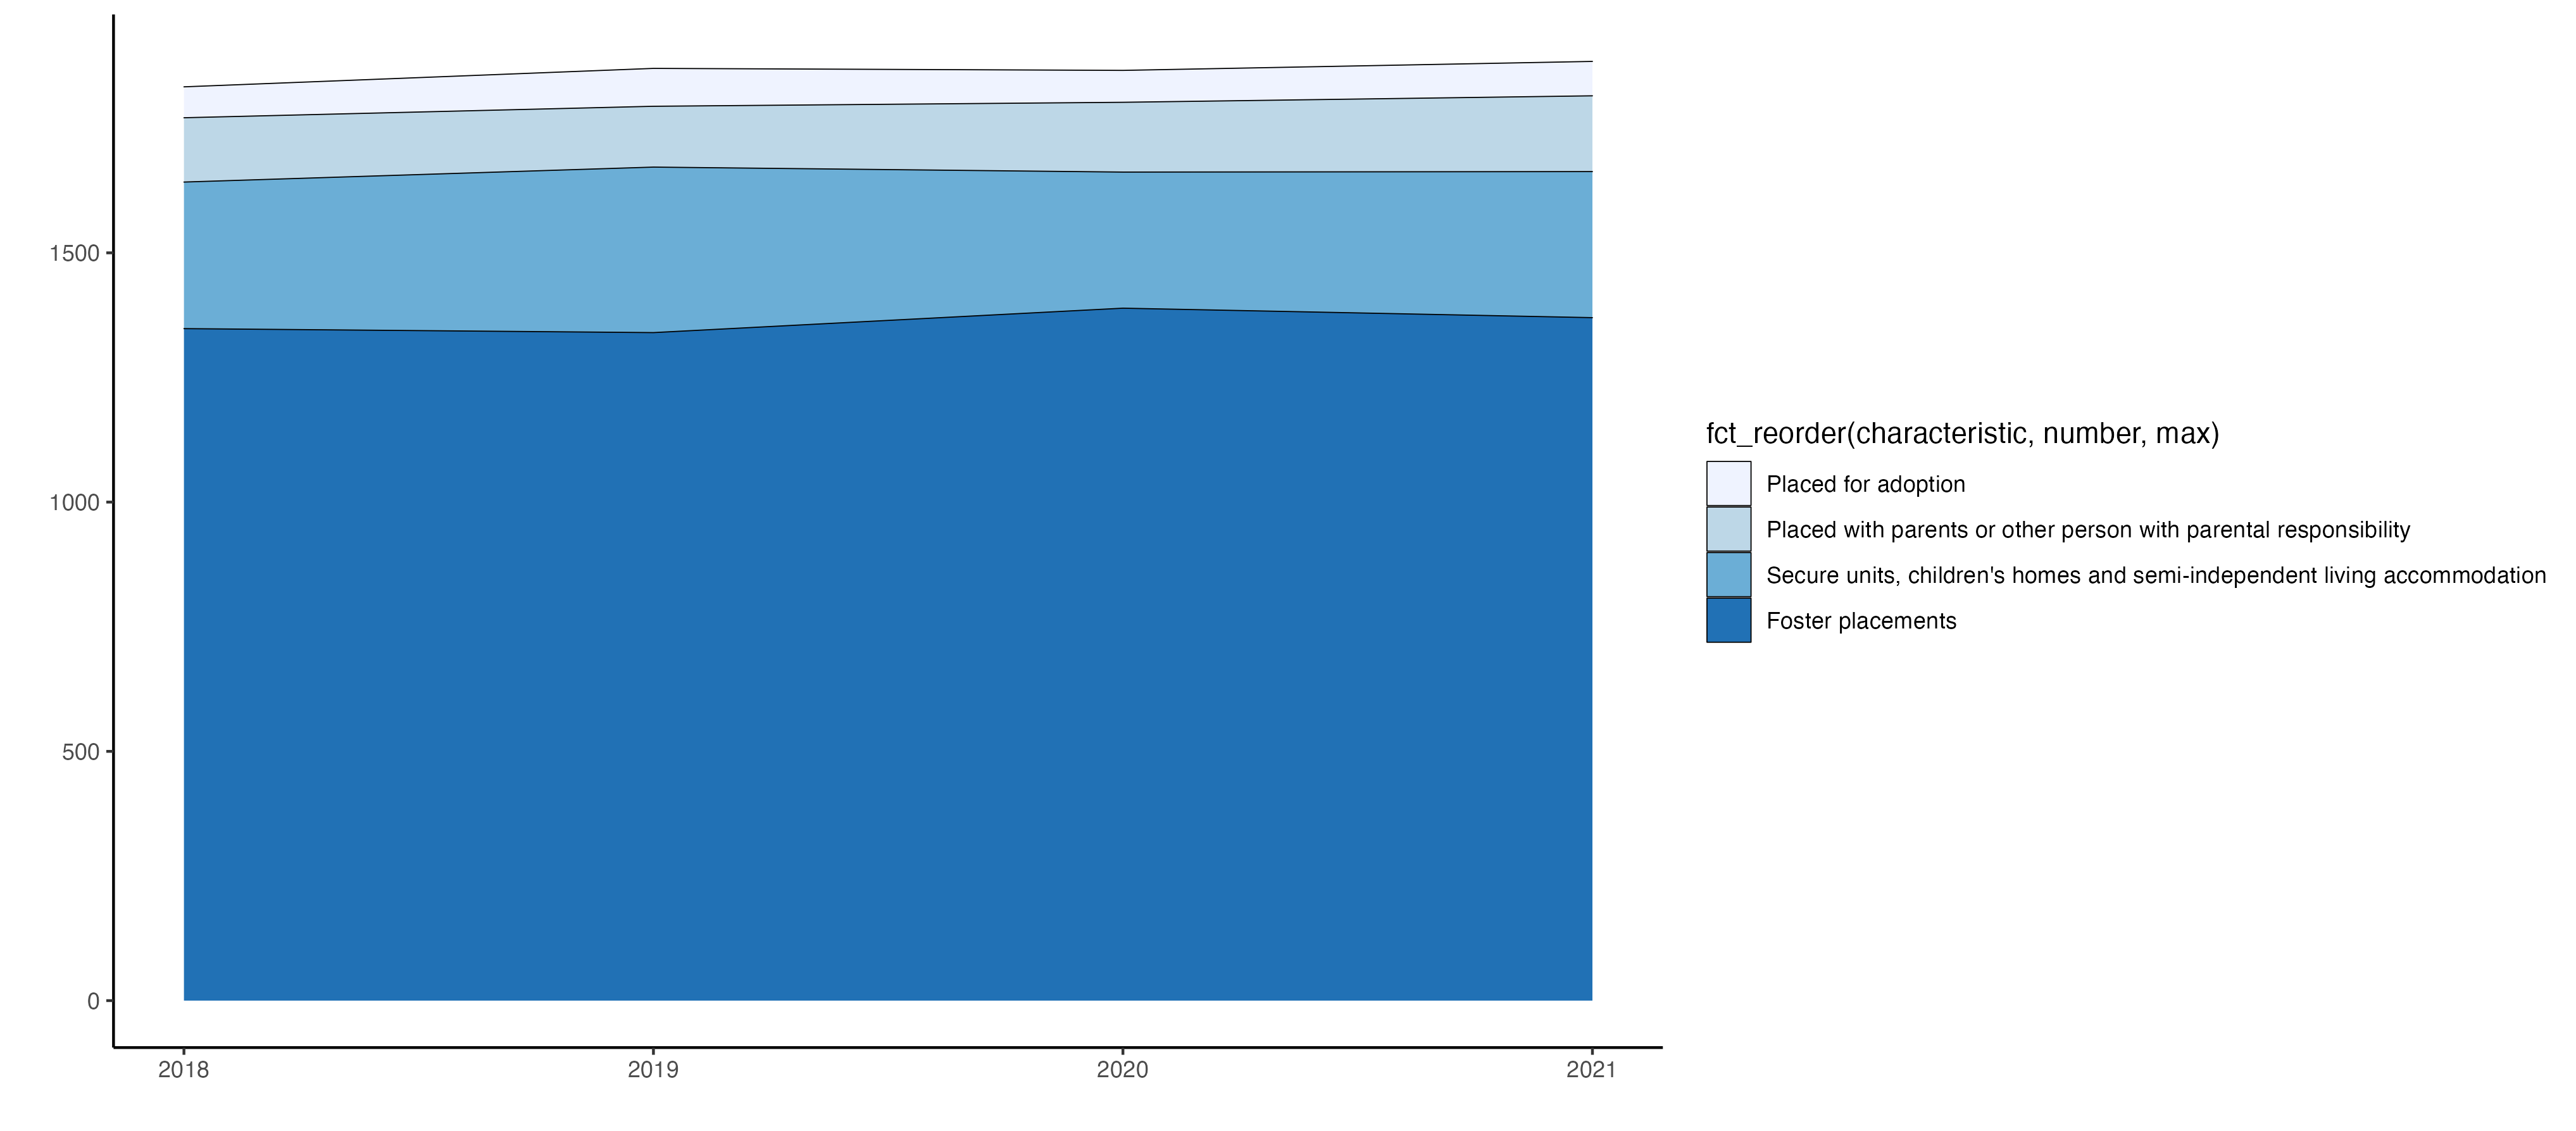 1500
1000
500
0
2018 2019 2020 2021
fct_reorder(characteristic, number, max)
Placed for adoption
Placed with parents or other person with parental responsibility
Secure units, children's homes and semi-independent living accommodation
Foster placements